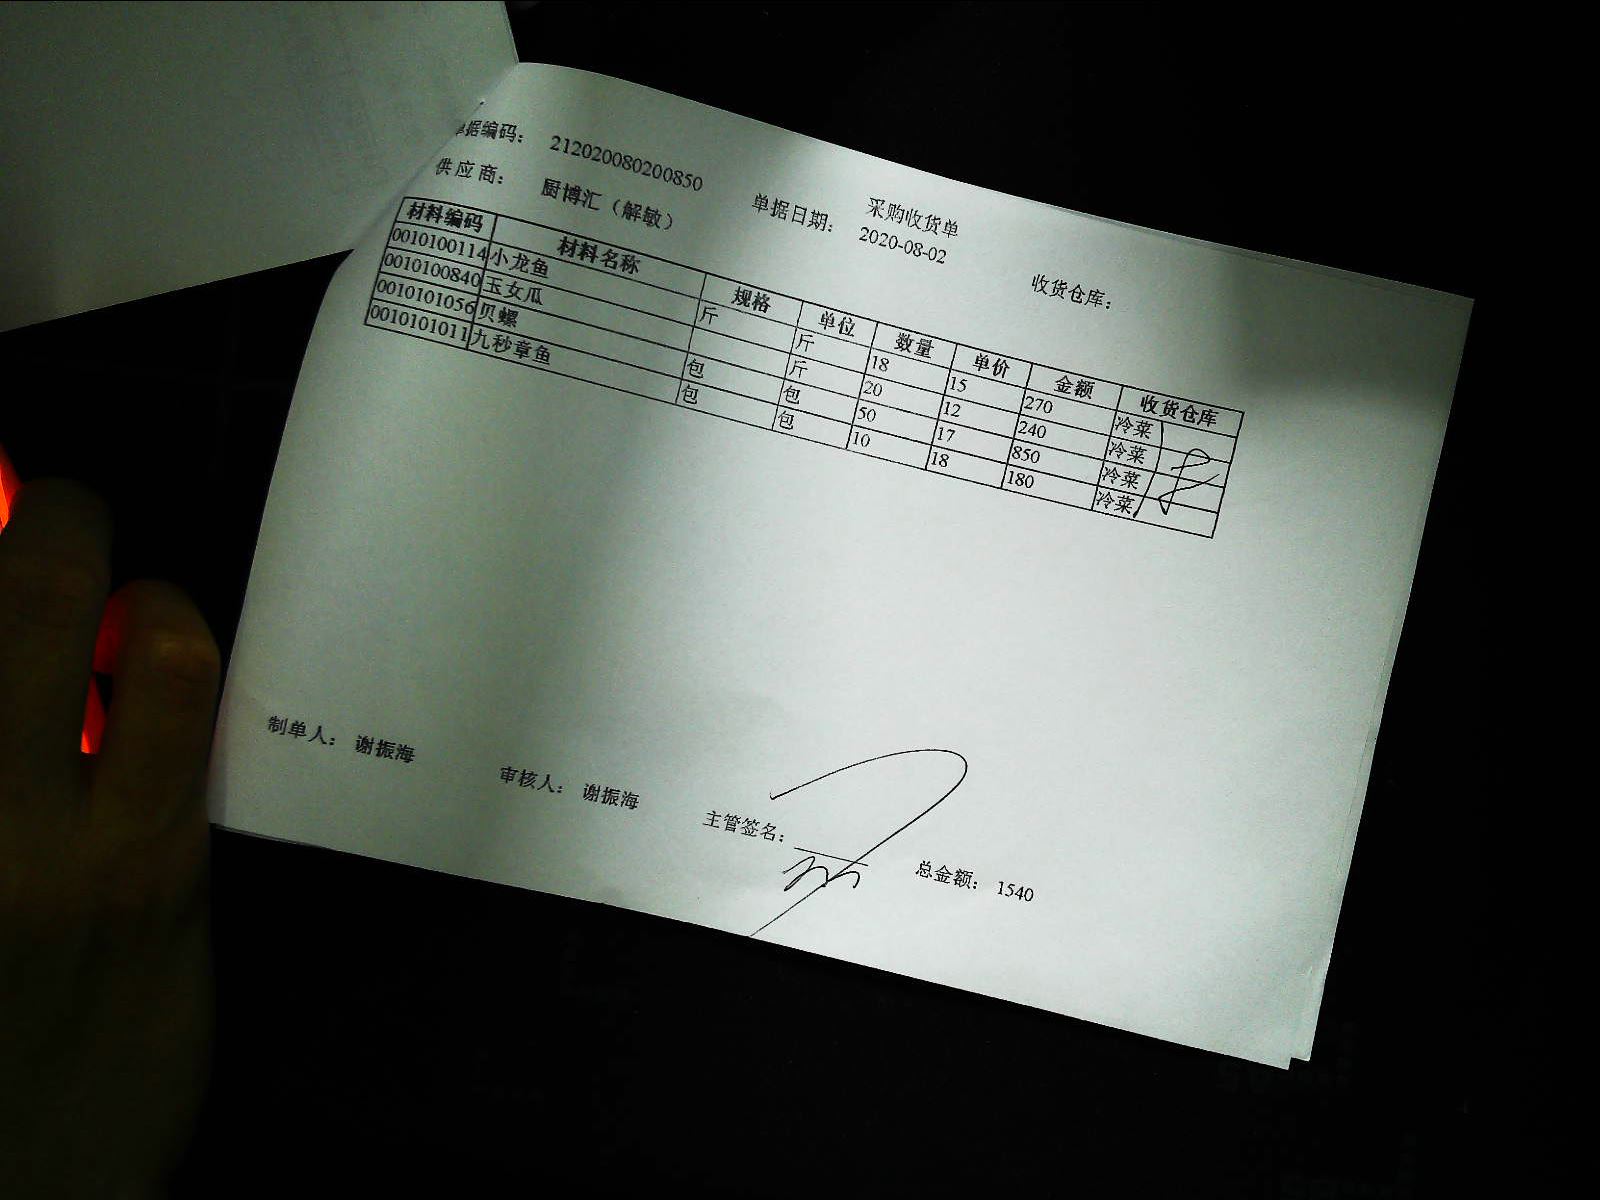 采购收货单
单据编码： 212020080200850 单据日期： 2020-08-02 收货仓库：
供应商： 厨博汇（解敏）
材料编码 材料名称 规格 单位 数量 单价 金额 收货仓库
0010100114 小龙鱼 斤 斤 18 15 270 冷菜
0010100840 玉女瓜 斤 20 12 240 冷菜
0010101056 贝螺 包 包 50 17 850 冷菜
0010101011 九秒章鱼 包 包 10 18 180 冷菜
制单人： 谢振海 审核人： 谢振海 主管签名： 总金额： 1540